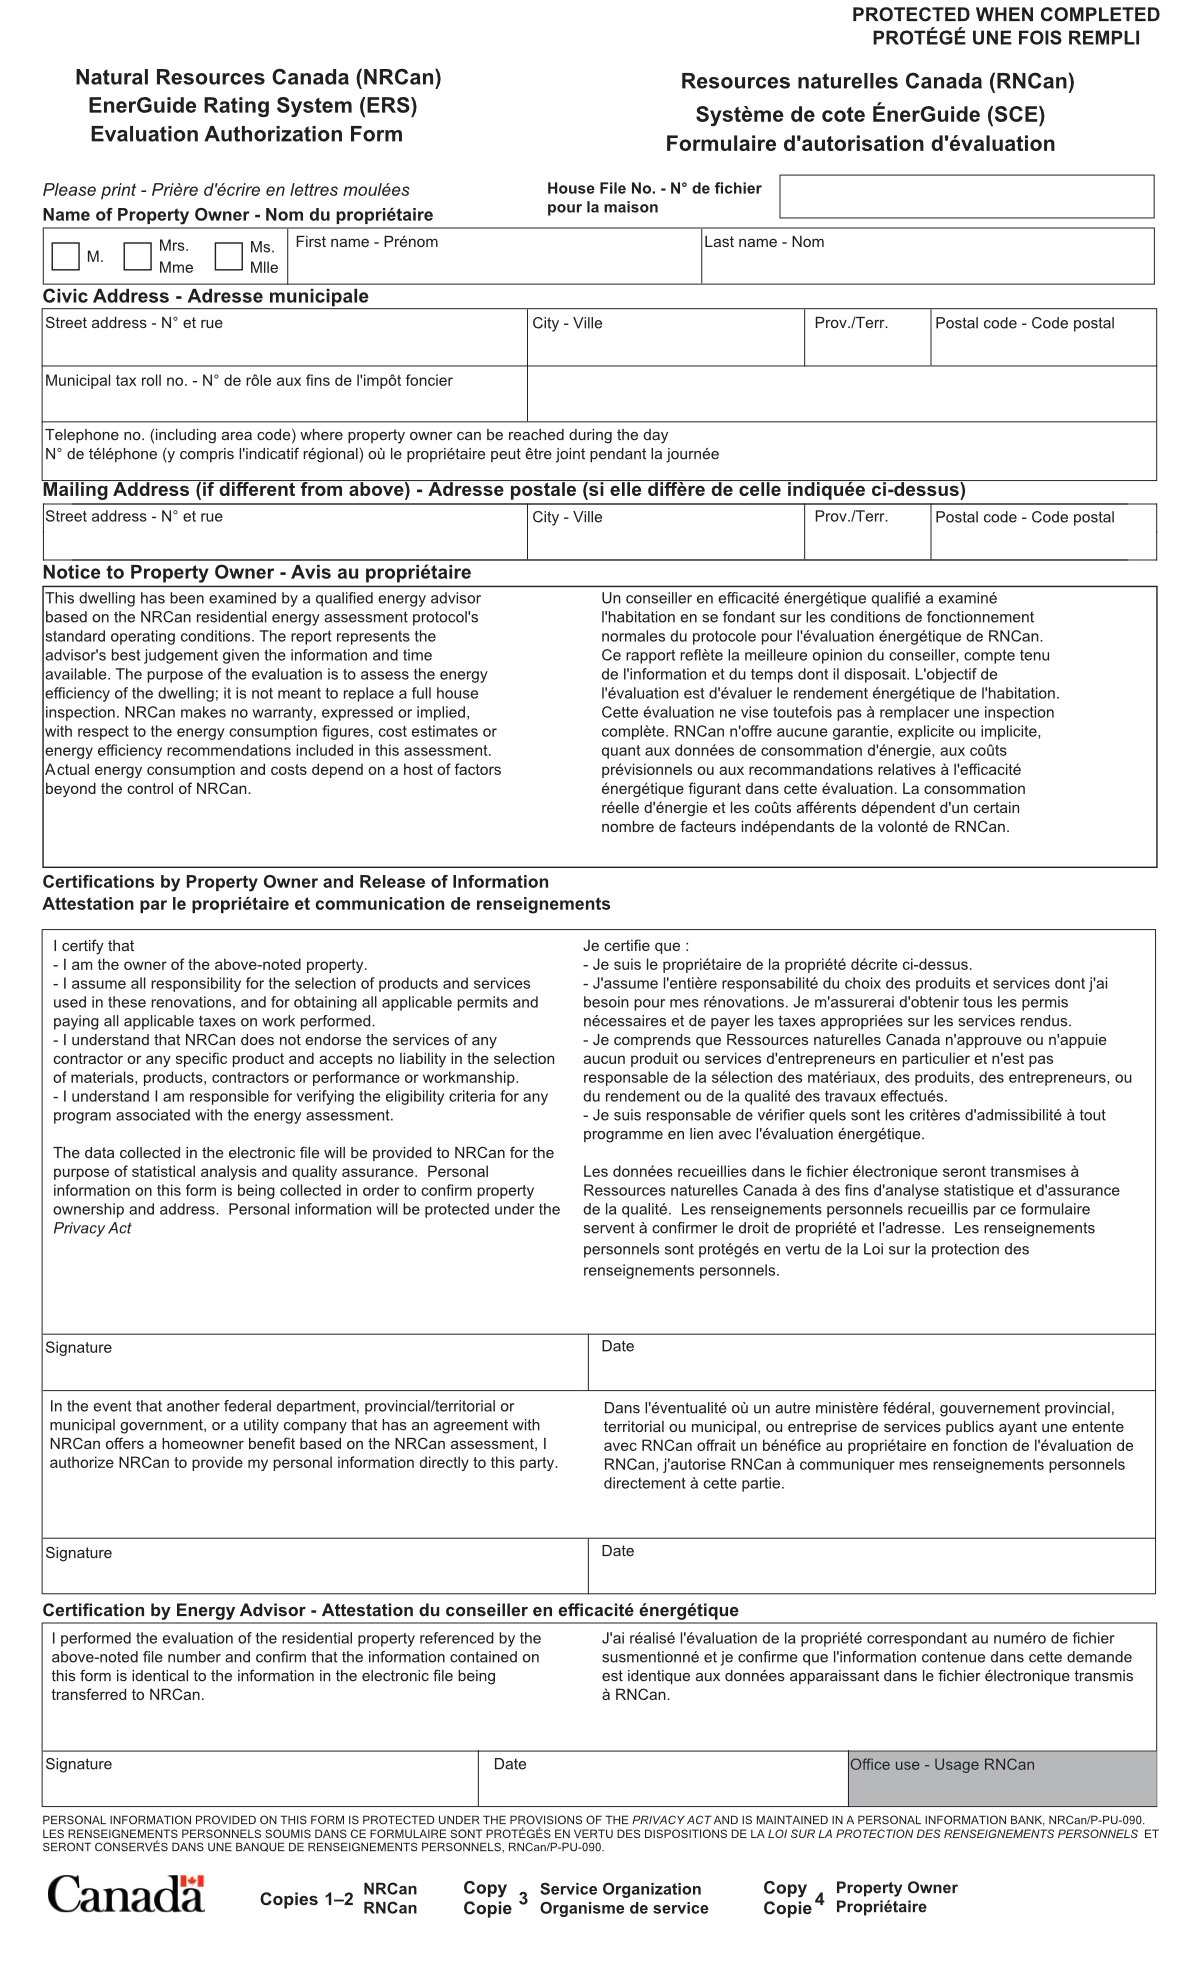 PROTECTED WHEN COMPLETED
PROTÉGÉ UNE FOIS REMPLI
Natural Resources Canada (NRCan)
EnerGuide Rating System (ERS)
Evaluation Authorization Form
Resources naturelles Canada (RNCan)
Système de cote ÉnerGuide (SCE)
Formulaire d'autorisation d'évaluation
Please print - Prière d'écrire en lettres moulées
House File No. - N° de fichier
pour la maison
Name of Property Owner - Nom du propriétaire
M.
Mrs.
Mme
Ms.
Mlle
First name - Prénom
Last name - Nom
Civic Address - Adresse municipale
Street address - N° et rue
City - Ville
Prov./Terr.
Postal code - Code postal
Municipal tax roll no. - N° de rôle aux fins de l'impôt foncier
Telephone no. (including area code) where property owner can be reached during the day
N° de téléphone (y compris l'indicatif régional) où le propriétaire peut être joint pendant la journée
Mailing Address (if different from above) - Adresse postale (si elle diffère de celle indiquée ci-dessus)
Street address - N° et rue
City - Ville
Prov./Terr.
Postal code - Code postal
Notice to Property Owner - Avis au propriétaire
This dwelling has been examined by a qualified energy advisor
based on the NRCan residential energy assessment protocol's
standard operating conditions. The report represents the
advisor's best judgement given the information and time
available. The purpose of the evaluation is to assess the energy
efficiency of the dwelling; it is not meant to replace a full house
inspection. NRCan makes no warranty, expressed or implied,
with respect to the energy consumption figures, cost estimates or
energy efficiency recommendations included in this assessment.
Actual energy consumption and costs depend on a host of factors
beyond the control of NRCan.
Un conseiller en efficacité énergétique qualifié a examiné
l'habitation en se fondant sur les conditions de fonctionnement
normales du protocole pour l'évaluation énergétique de RNCan.
Ce rapport reflète la meilleure opinion du conseiller, compte tenu
de l'information et du temps dont il disposait. L'objectif de
l'évaluation est d'évaluer le rendement énergétique de l'habitation.
Cette évaluation ne vise toutefois pas à remplacer une inspection
complète. RNCan n'offre aucune garantie, explicite ou implicite,
quant aux données de consommation d'énergie, aux coûts
prévisionnels ou aux recommandations relatives à l'efficacité
énergétique figurant dans cette évaluation. La consommation
réelle d'énergie et les coûts afférents dépendent d'un certain
nombre de facteurs indépendants de la volonté de RNCan.
Certifications by Property Owner and Release of Information
Attestation par le propriétaire et communication de renseignements
I certify that
- I am the owner of the above-noted property.
- I assume all responsibility for the selection of products and services
used in these renovations, and for obtaining all applicable permits and
paying all applicable taxes on work performed.
- I understand that NRCan does not endorse the services of any
contractor or any specific product and accepts no liability in the selection
of materials, products, contractors or performance or workmanship.
- I understand I am responsible for verifying the eligibility criteria for any
program associated with the energy assessment.
The data collected in the electronic file will be provided to NRCan for the
purpose of statistical analysis and quality assurance. Personal
information on this form is being collected in order to confirm property
ownership and address. Personal information will be protected under the
Privacy Act
Je certifie que :
- Je suis le propriétaire de la propriété décrite ci-dessus.
- J'assume l'entière responsabilité du choix des produits et services dont j'ai
besoin pour mes rénovations. Je m'assurerai d'obtenir tous les permis
nécessaires et de payer les taxes appropriées sur les services rendus.
- Je comprends que Ressources naturelles Canada n'approuve ou n'appuie
aucun produit ou services d'entrepreneurs en particulier et n'est pas
responsable de la sélection des matériaux, des produits, des entrepreneurs, ou
du rendement ou de la qualité des travaux effectués.
- Je suis responsable de vérifier quels sont les critères d'admissibilité à tout
programme en lien avec l'évaluation énergétique.
Les données recueillies dans le fichier électronique seront transmises à
Ressources naturelles Canada à des fins d'analyse statistique et d'assurance
de la qualité. Les renseignements personnels recueillis par ce formulaire
servent à confirmer le droit de propriété et l'adresse. Les renseignements
personnels sont protégés en vertu de la Loi sur la protection des
renseignements personnels.
Signature
Date
In the event that another federal department, provincial/territorial or
municipal government, or a utility company that has an agreement with
NRCan offers a homeowner benefit based on the NRCan assessment, I
authorize NRCan to provide my personal information directly to this party.
Dans l'éventualité où un autre ministère fédéral, gouvernement provincial,
territorial ou municipal, ou entreprise de services publics ayant une entente
avec RNCan offrait un bénéfice au propriétaire en fonction de l'évaluation de
RNCan, j'autorise RNCan à communiquer mes renseignements personnels
directement à cette partie.
Signature
Date
Certification by Energy Advisor - Attestation du conseiller en efficacité énergétique
I performed the evaluation of the residential property referenced by the
above-noted file number and confirm that the information contained on
this form is identical to the information in the electronic file being
transferred to NRCan.
J'ai réalisé l'évaluation de la propriété correspondant au numéro de fichier
susmentionné et je confirme que l'information contenue dans cette demande
est identique aux données apparaissant dans le fichier électronique transmis
à RNCan.
Signature
Date
Office use - Usage RNCan
PERSONAL INFORMATION PROVIDED ON THIS FORM IS PROTECTED UNDER THE PROVISIONS OF THE PRIVACY ACT AND IS MAINTAINED IN A PERSONAL INFORMATION BANK, NRCan/P-PU-090.
LES RENSEIGNEMENTS PERSONNELS SOUMIS DANS CE FORMULAIRE SONT PROTÉGÉS EN VERTU DES DISPOSITIONS DE LA LOI SUR LA PROTECTION DES RENSEIGNEMENTS PERSONNELS ET
SERONT CONSERVÉS DANS UNE BANQUE DE RENSEIGNEMENTS PERSONNELS, RNCan/P-PU-090.
Canada
Copies 1–2
NRCan
RNCan
Copy
Copie
3
Service Organization
Organisme de service
Copy
Copie
4
Property Owner
Propriétaire